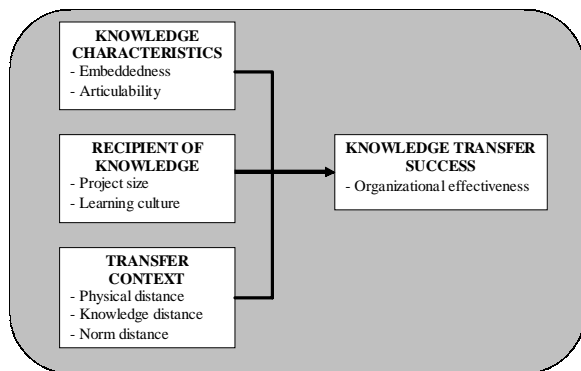 KNOWLEDGE
CHARACTERISTICS
- Embeddedness
- Articulability
RECIPIENT OF
KNOWLEDGE
- Project size
- Learning culture
TRANSFER
CONTEXT
- Physical distance
- Knowledge distance
- Norm distance
KNOWLEDGE TRANSFER
SUCCESS
- Organizational effectiveness